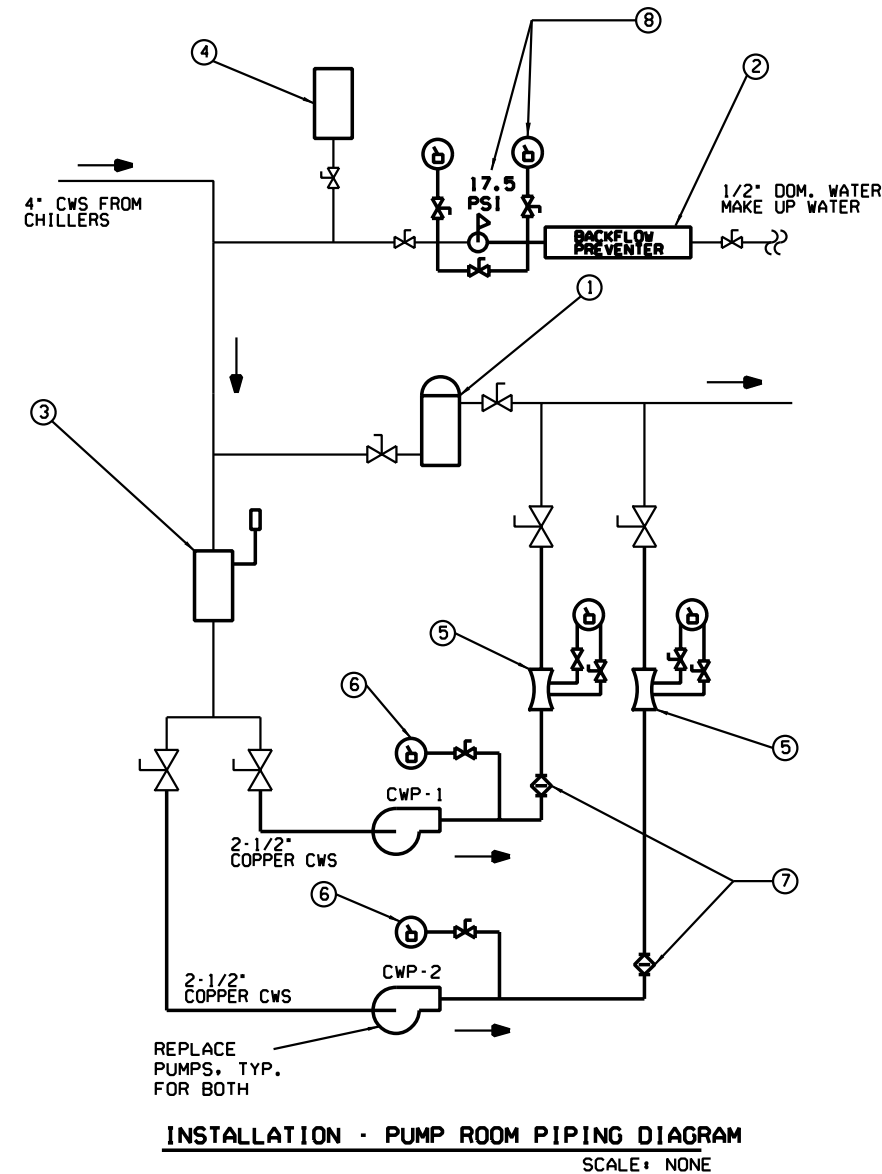 8
4
2
17.5
PSI
1/2" DOM. WATER
MAKE UP WATER
4" CWS FROM
CHILLERS
BACKFLOW
PREVENTER
1
3
5
6
5
CWP-1
2-1/2"
COPPER CWS
7
6
CWP-2
2-1/2"
COPPER CWS
REPLACE
PUMPS, TYP.
FOR BOTH
INSTALLATION - PUMP ROOM PIPING DIAGRAM
SCALE: NONE